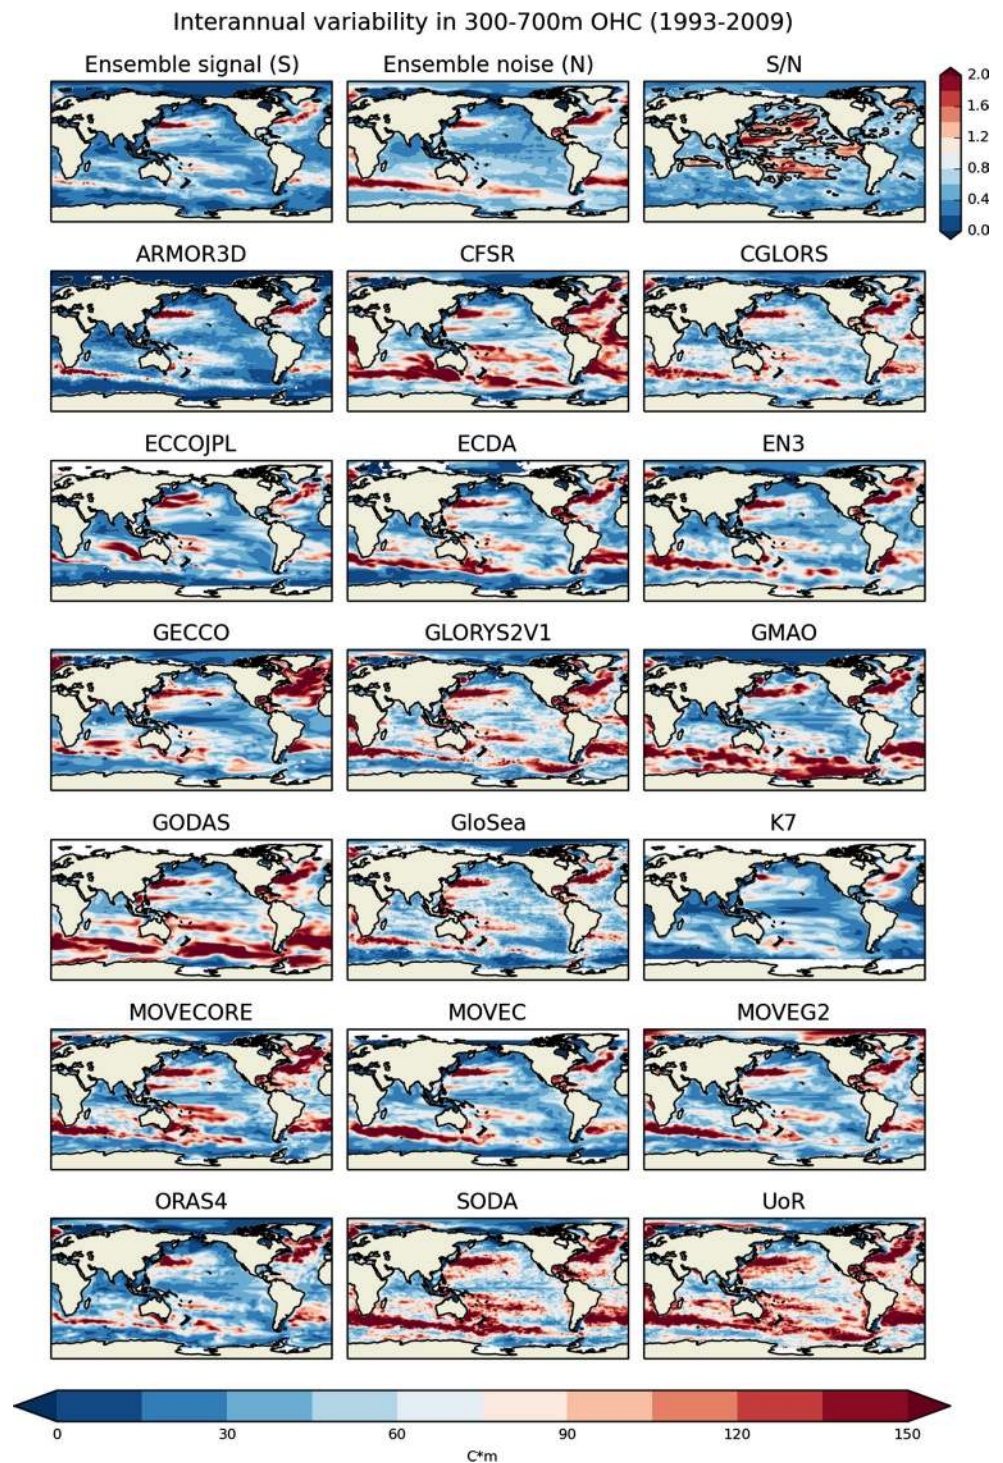 Interannual variability in 300-700m OHC (1993-2009)
Ensemble signal (S) Ensemble noise (N) S/N
2.0
1.6
1.2
0.8
0.4
0.0
ARMOR3D CFSR CGLORS
ECCOJPL ECDA EN3
GECCO GLORYS2V1 GMAO
GODAS GloSea K7
MOVECORE MOVEC MOVEG2
ORAS4 SODA UoR
0 30 60 90 120 150
C*m